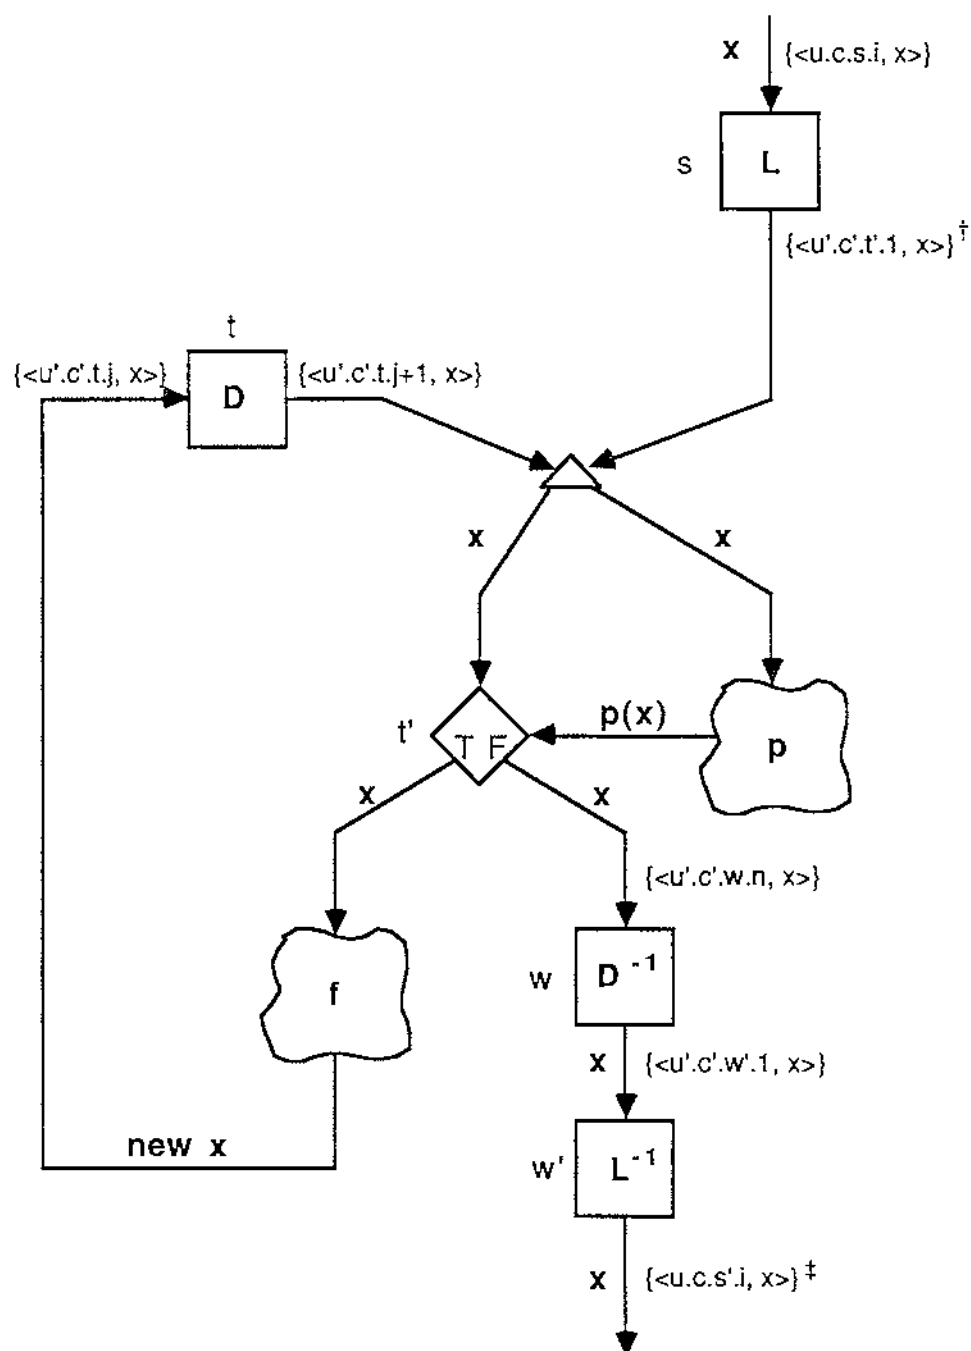 x {<u.c.s.i, x>}
s L
{<u'.c'.t'.1, x>}†
t
{<u'.c'.t.j, x>} D {<u'.c'.t.j+1, x>}
x x
t' T F p(x) p
x x
{<u'.c'.w.n, x>}
f w D⁻¹
x {<u'.c'.w'.1, x>}
new x
w' L⁻¹
x {<u.c.s'.i, x>}‡